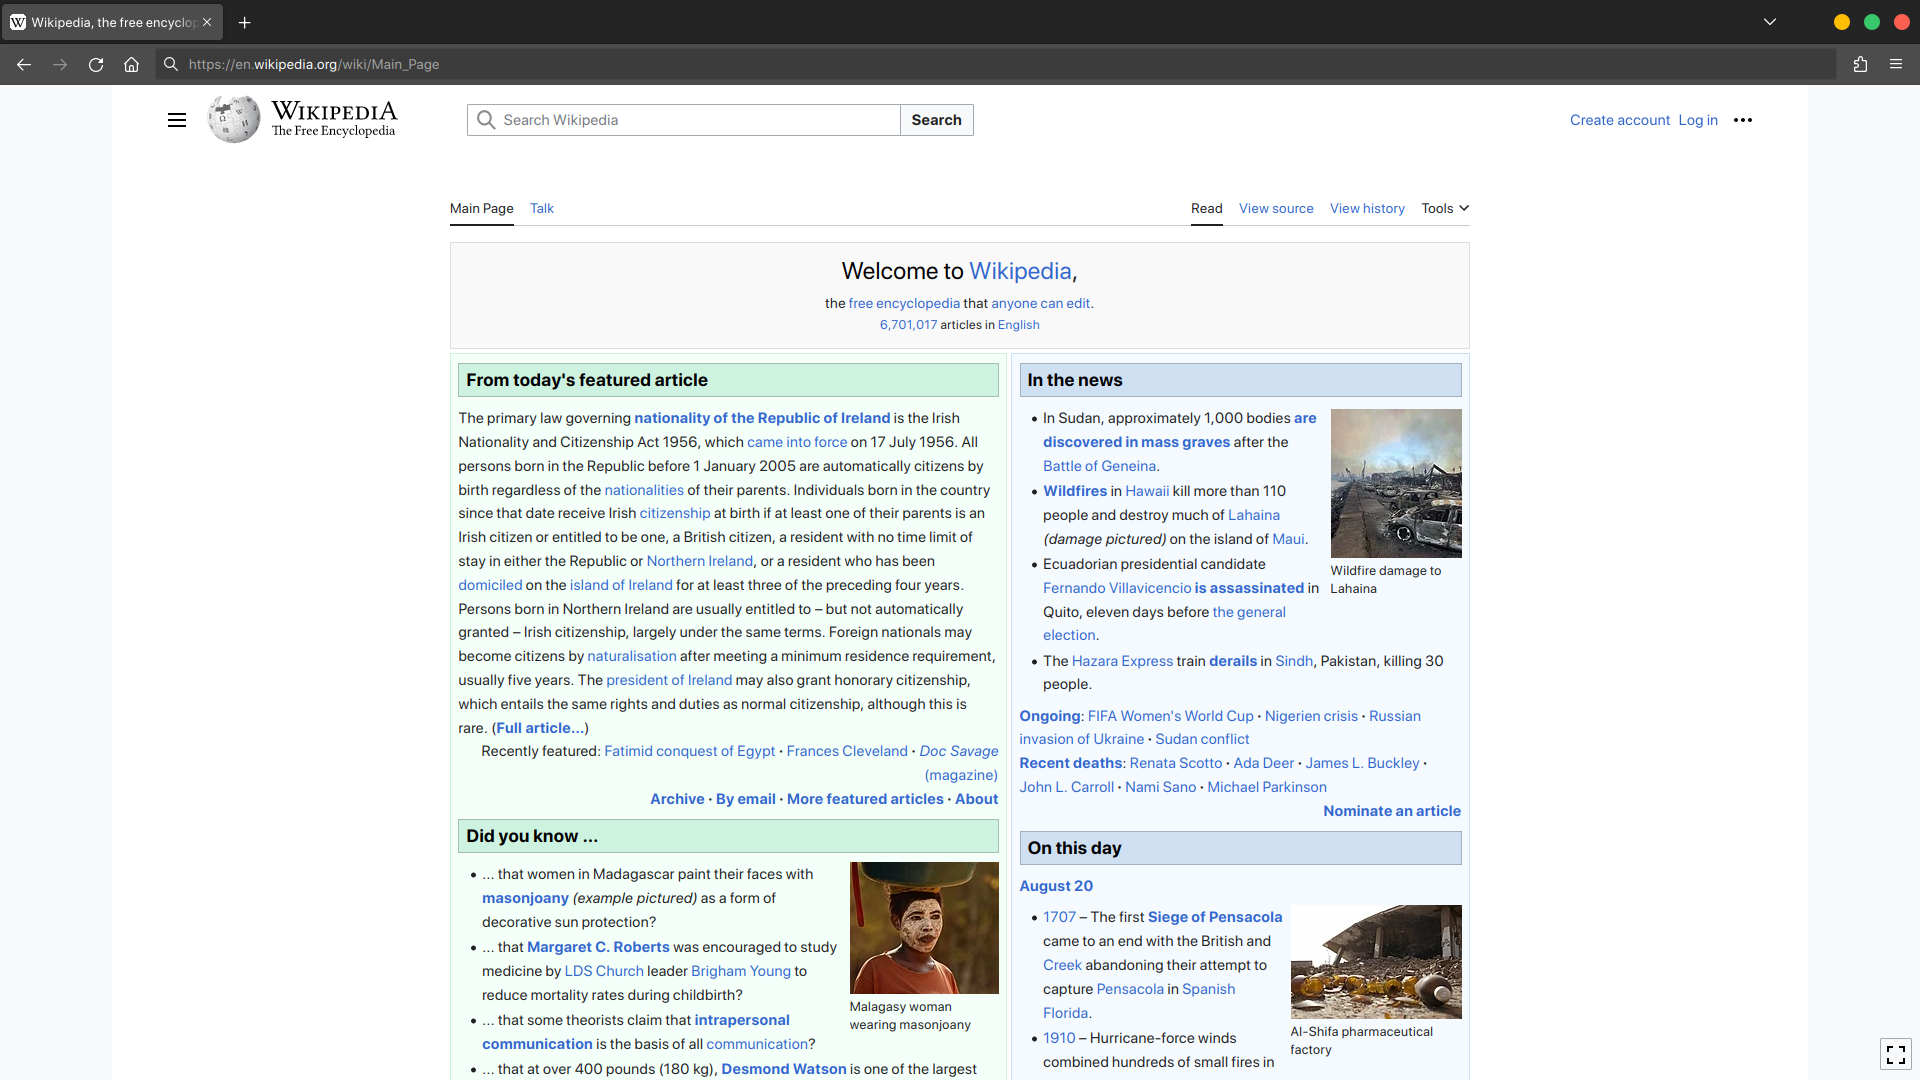 Wikipedia, the free encyclop
https://en.wikipedia.org/wiki/Main_Page
WIKIPEDIA
The Free Encyclopedia
Search Wikipedia
Search
Create account Log in
Main Page Talk
Read View source View history Tools
Welcome to Wikipedia,
the free encyclopedia that anyone can edit.
6,701,017 articles in English
From today's featured article
The primary law governing nationality of the Republic of Ireland is the Irish
Nationality and Citizenship Act 1956, which came into force on 17 July 1956. All
persons born in the Republic before 1 January 2005 are automatically citizens by
birth regardless of the nationalities of their parents. Individuals born in the country
since that date receive Irish citizenship at birth if at least one of their parents is an
Irish citizen or entitled to be one, a British citizen, a resident with no time limit of
stay in either the Republic or Northern Ireland, or a resident who has been
domiciled on the island of Ireland for at least three of the preceding four years.
Persons born in Northern Ireland are usually entitled to – but not automatically
granted – Irish citizenship, largely under the same terms. Foreign nationals may
become citizens by naturalisation after meeting a minimum residence requirement,
usually five years. The president of Ireland may also grant honorary citizenship,
which entails the same rights and duties as normal citizenship, although this is
rare. (Full article...)
Recently featured: Fatimid conquest of Egypt · Frances Cleveland · Doc Savage
(magazine)
Archive · By email · More featured articles · About
Did you know ...
• ... that women in Madagascar paint their faces with
masonjoany (example pictured) as a form of
decorative sun protection?
• ... that Margaret C. Roberts was encouraged to study
medicine by LDS Church leader Brigham Young to
reduce mortality rates during childbirth?
• ... that some theorists claim that intrapersonal
communication is the basis of all communication?
• ... that at over 400 pounds (180 kg), Desmond Watson is one of the largest
Malagasy woman
wearing masonjoany
In the news
• In Sudan, approximately 1,000 bodies are
discovered in mass graves after the
Battle of Geneina.
• Wildfires in Hawaii kill more than 110
people and destroy much of Lahaina
(damage pictured) on the island of Maui.
• Ecuadorian presidential candidate
Fernando Villavicencio is assassinated in
Quito, eleven days before the general
election.
• The Hazara Express train derails in Sindh, Pakistan, killing 30
people.
Wildfire damage to
Lahaina
Ongoing: FIFA Women's World Cup · Nigerien crisis · Russian
invasion of Ukraine · Sudan conflict
Recent deaths: Renata Scotto · Ada Deer · James L. Buckley ·
John L. Carroll · Nami Sano · Michael Parkinson
Nominate an article
On this day
August 20
• 1707 – The first Siege of Pensacola
came to an end with the British and
Creek abandoning their attempt to
capture Pensacola in Spanish
Florida.
• 1910 – Hurricane-force winds
combined hundreds of small fires in
Al-Shifa pharmaceutical
factory